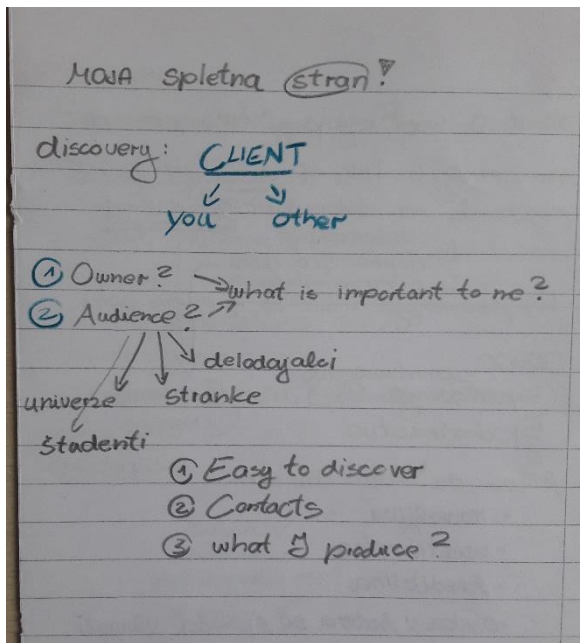 MOJA spletna stran!
discovery: CLIENT
you other
① Owner?
what is important to me?
② Audience?
delodajalci
univerze stranke
študenti
① Easy to discover
② Contacts
③ what I produce?